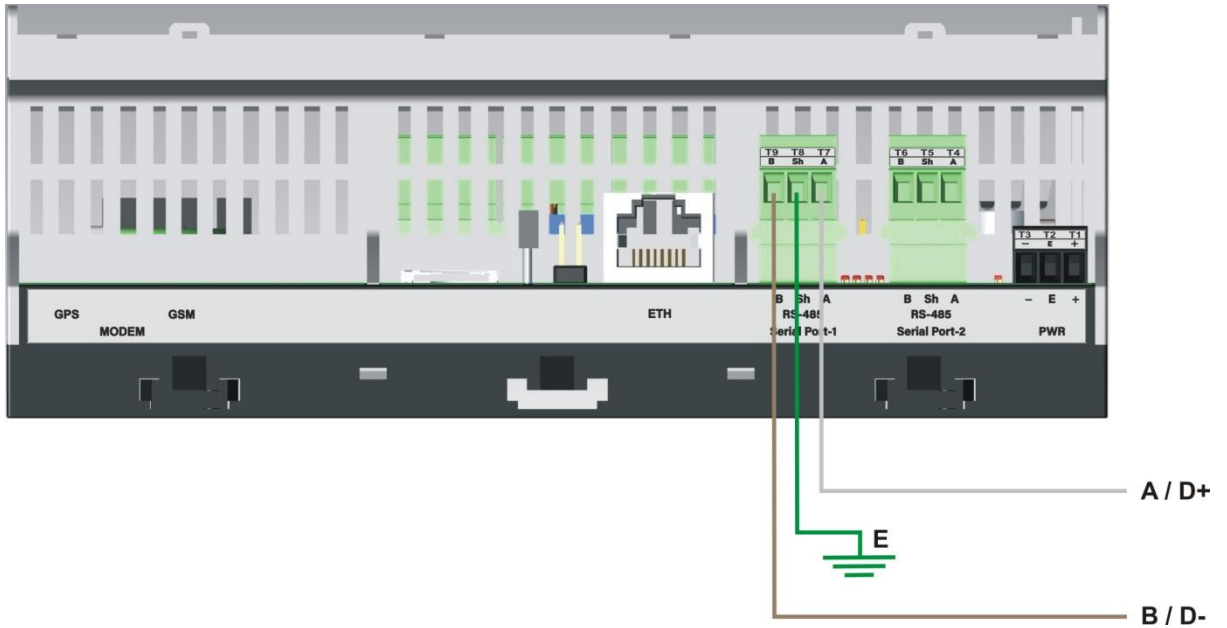 T9 T8 T7
B Sh A
T6 T5 T4
B Sh A
T3 T2 T1
– E +
GPS
GSM
MODEM
ETH
B Sh A
RS-485
Serial Port-1
B Sh A
RS-485
Serial Port-2
– E +
PWR
A / D+
E
B / D-